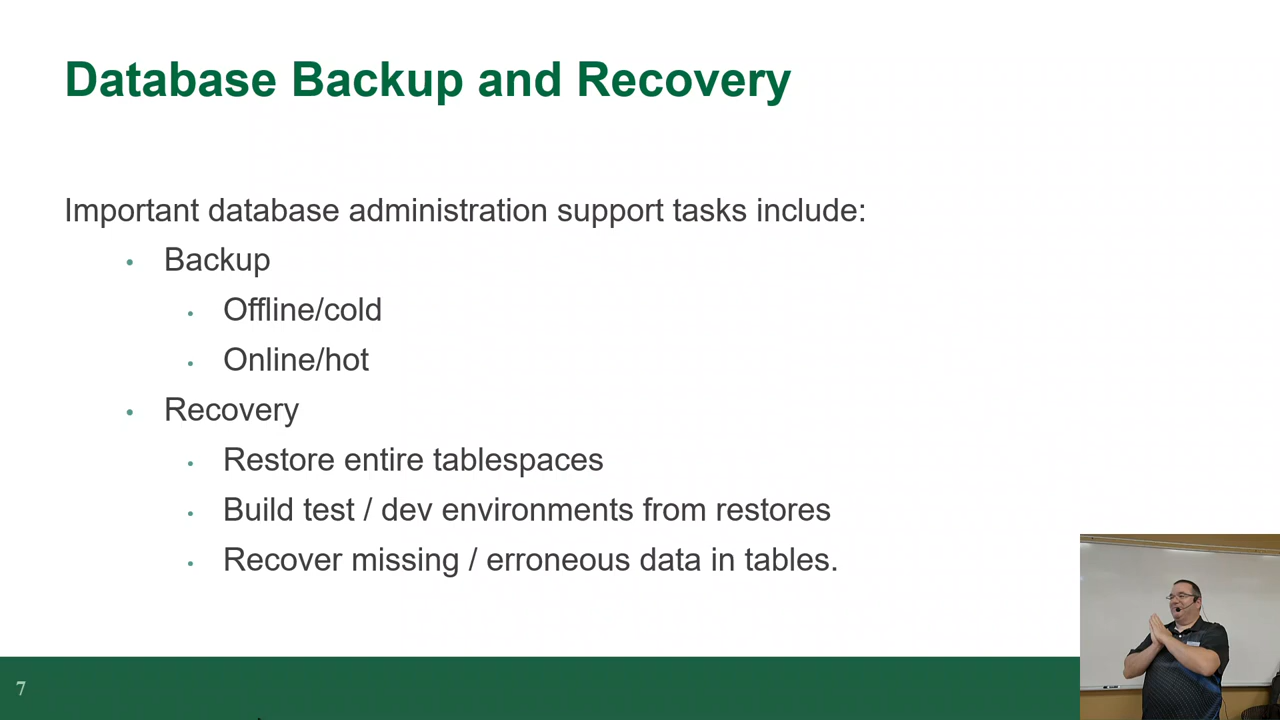 Database Backup and Recovery
Important database administration support tasks include:
• Backup
• Offline/cold
• Online/hot
• Recovery
• Restore entire tablespaces
• Build test / dev environments from restores
• Recover missing / erroneous data in tables.
7